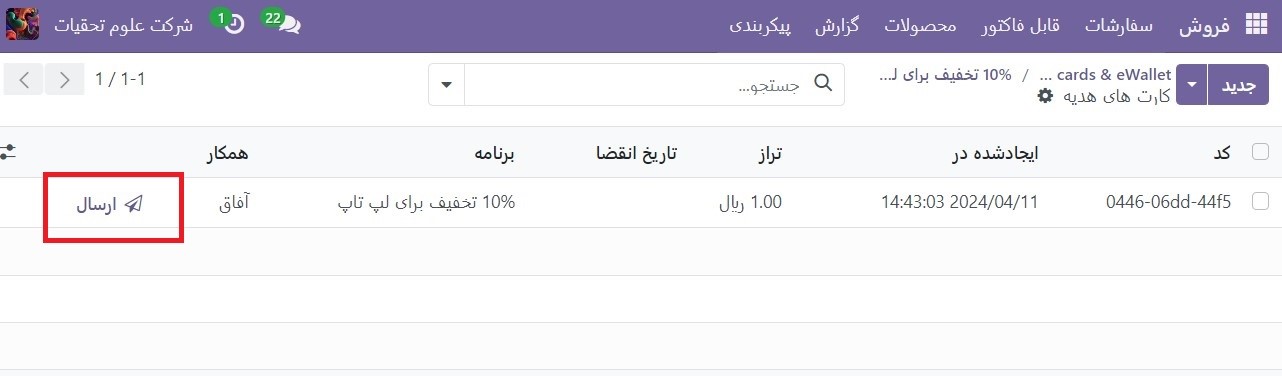 فروش سفارشات قابل فاکتور محصولات گزارش پیکربندی 22 1 شرکت علوم تحقیات
جدید ... cards & eWallet / 10% تخفیف برای ل... جستجو... 1 / 1-1
کارت های هدیه
کد ایجادشده در تراز تاریخ انقضا برنامه همکار
0446-06dd-44f5 2024/04/11 14:43:03 1.00 ریال 10% تخفیف برای لپ تاپ آفاق ارسال